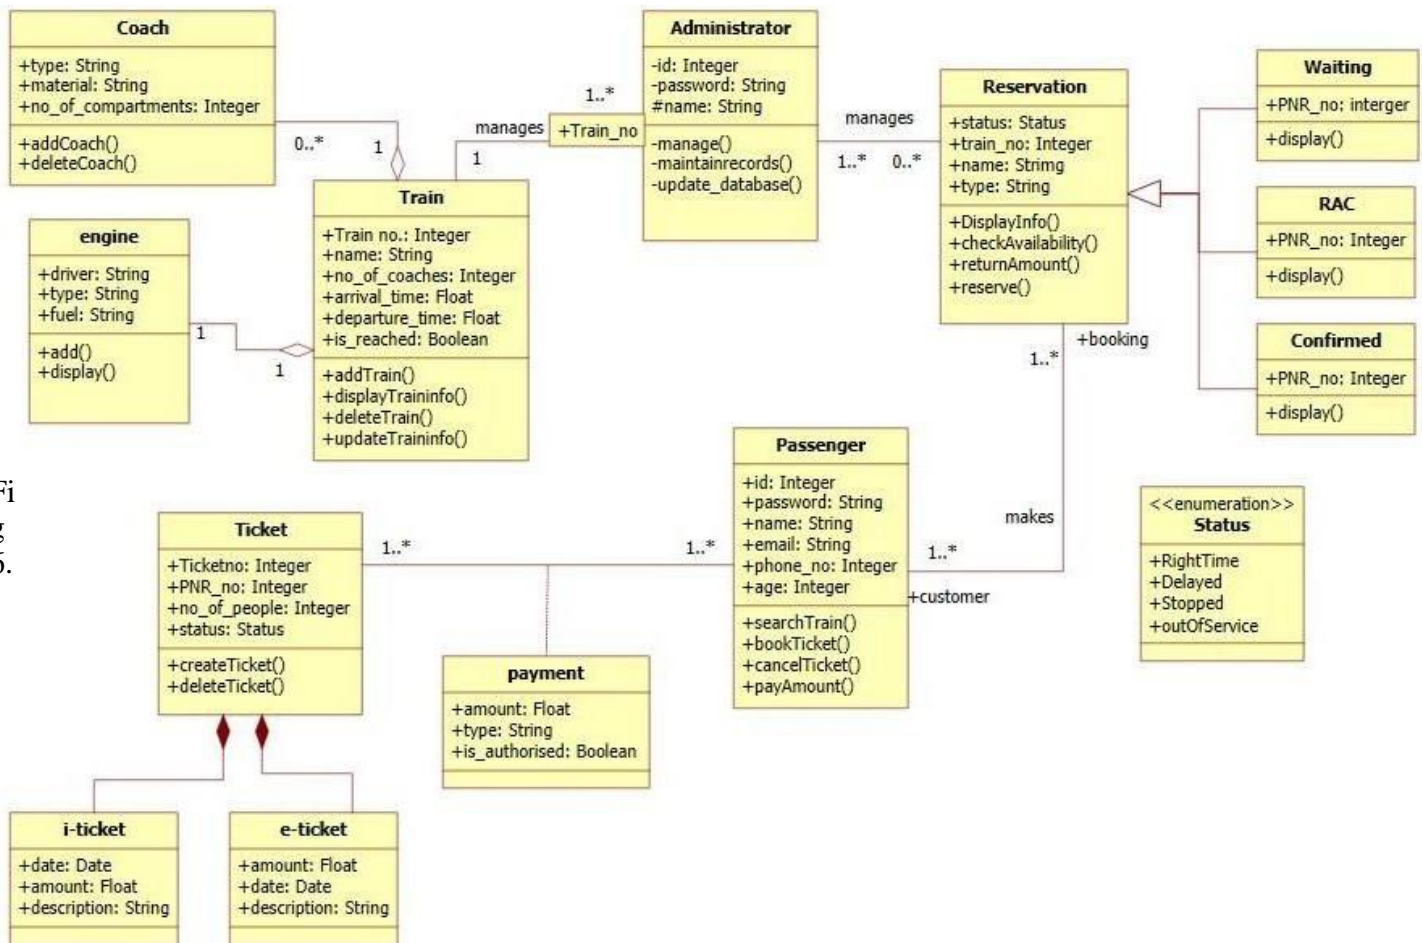 Coach
+type: String
+material: String
+no_of_compartments: Integer
+addCoach()
+deleteCoach()
0..*
1
manages
1
1..*
+Train_no
Administrator
-id: Integer
-password: String
#name: String
-manage()
-maintainrecords()
-update_database()
manages
1..*
0..*
Reservation
+status: Status
+train_no: Integer
+name: Strimg
+type: String
+DisplayInfo()
+checkAvailability()
+returnAmount()
+reserve()
Waiting
+PNR_no: interger
+display()
RAC
+PNR_no: Integer
+display()
Confirmed
+PNR_no: Integer
+display()
engine
+driver: String
+type: String
+fuel: String
+add()
+display()
1
1
Train
+Train no.: Integer
+name: String
+no_of_coaches: Integer
+arrival_time: Float
+departure_time: Float
+is_reached: Boolean
+addTrain()
+displayTraininfo()
+deleteTrain()
+updateTraininfo()
+booking
1..*
makes
1..*
+customer
Passenger
+id: Integer
+password: String
+name: String
+email: String
+phone_no: Integer
+age: Integer
+searchTrain()
+bookTicket()
+cancelTicket()
+payAmount()
<<enumeration>>
Status
+RightTime
+Delayed
+Stopped
+outOfService
Fi
g
Ticket
+Ticketno: Integer
+PNR_no: Integer
+no_of_people: Integer
+status: Status
+createTicket()
+deleteTicket()
1..*
1..*
payment
+amount: Float
+type: String
+is_authorised: Boolean
i-ticket
+date: Date
+amount: Float
+description: String
e-ticket
+amount: Float
+date: Date
+description: String